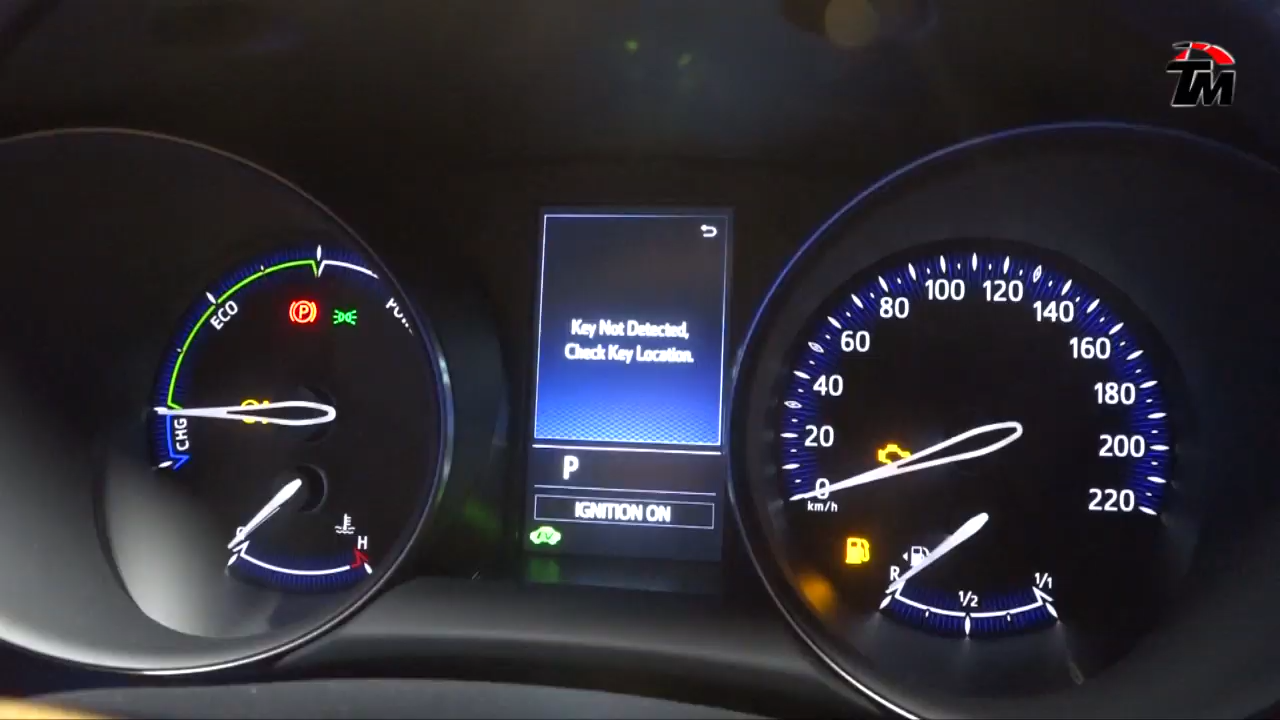 TM
ECO
CHG
P
C
H
Key Not Detected,
Check Key Location.
P
IGNITION ON
EV
0
20
40
60
80
100
120
140
160
180
200
220
km/h
R
1/2
1/1